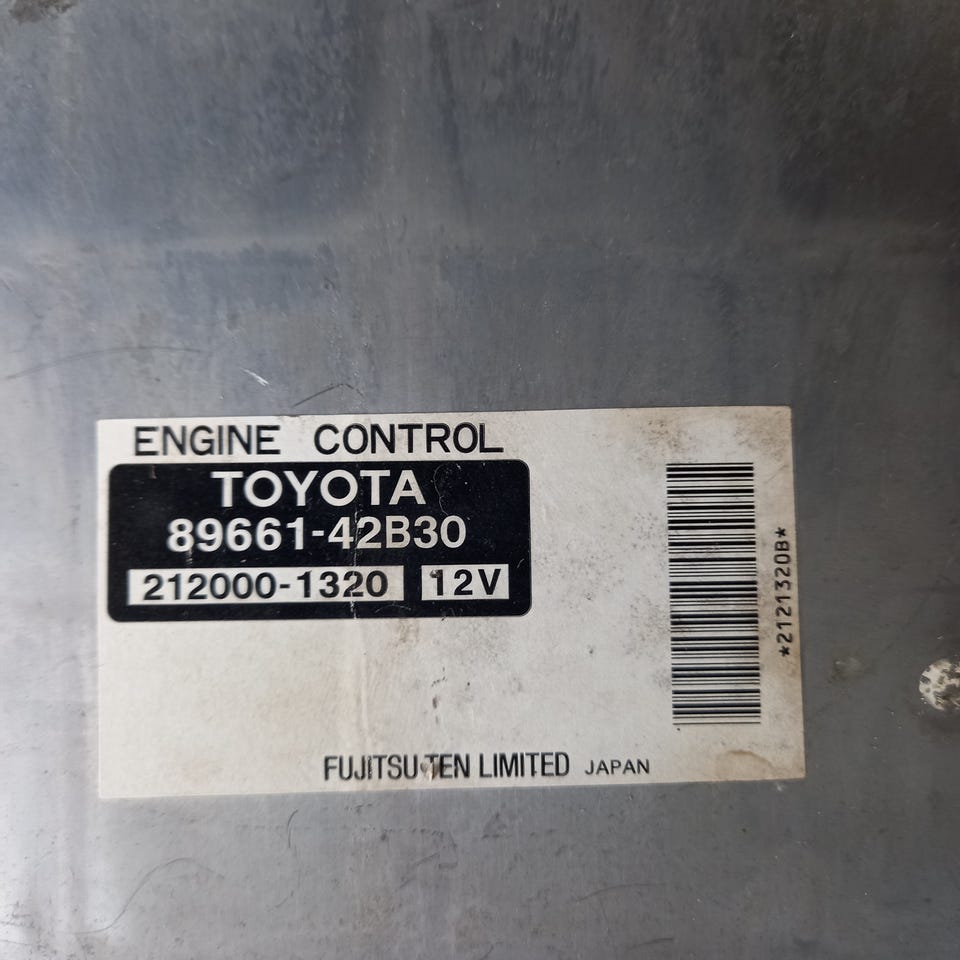 ENGINE CONTROL
TOYOTA
89661-42B30
212000-1320 12V
*2121320B*
FUJITSU TEN LIMITED JAPAN